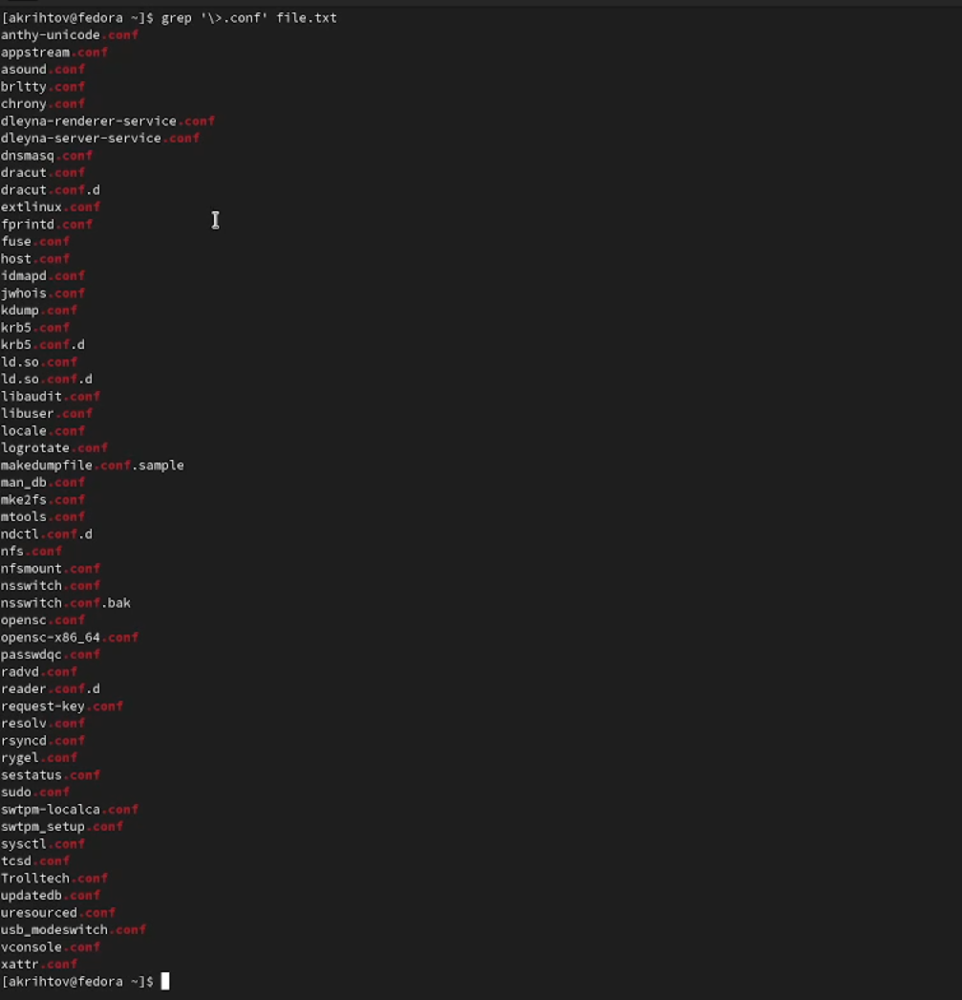 [akrihtov@fedora ~]$ grep '\>.conf' file.txt
anthy-unicode.conf
appstream.conf
asound.conf
brltty.conf
chrony.conf
dleyna-renderer-service.conf
dleyna-server-service.conf
dnsmasq.conf
dracut.conf
dracut.conf.d
extlinux.conf
fprintd.conf
fuse.conf
host.conf
idmapd.conf
jwhois.conf
kdump.conf
krb5.conf
krb5.conf.d
ld.so.conf
ld.so.conf.d
libaudit.conf
libuser.conf
locale.conf
logrotate.conf
makedumpfile.conf.sample
man_db.conf
mke2fs.conf
mtools.conf
ndctl.conf.d
nfs.conf
nfsmount.conf
nsswitch.conf
nsswitch.conf.bak
opensc.conf
opensc-x86_64.conf
passwdqc.conf
radvd.conf
reader.conf.d
request-key.conf
resolv.conf
rsyncd.conf
rygel.conf
sestatus.conf
sudo.conf
swtpm-localca.conf
swtpm_setup.conf
sysctl.conf
tcsd.conf
Trolltech.conf
updatedb.conf
uresourced.conf
usb_modeswitch.conf
vconsole.conf
xattr.conf
[akrihtov@fedora ~]$